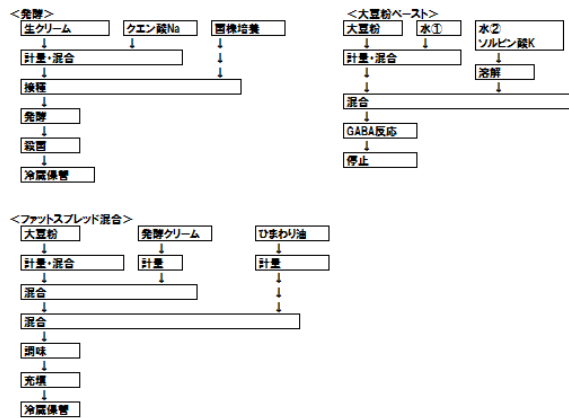 ＜発酵＞
生クリーム クエン酸Na 菌株培養
↓ ↓ ↓
計量・混合 ↓
↓ ↓
接種
↓
発酵
↓
殺菌
↓
冷蔵保管
＜大豆粉ペースト＞
大豆粉 水① 水②
ソルビン酸K
↓ ↓ ↓
計量・混合 溶解
↓ ↓
混合
↓
GABA反応
↓
停止
＜ファットスプレッド混合＞
大豆粉 発酵クリーム ひまわり油
↓ ↓ ↓
計量・混合 計量 計量
↓ ↓ ↓
混合 ↓
↓ ↓
混合
↓
調味
↓
充填
↓
冷蔵保管